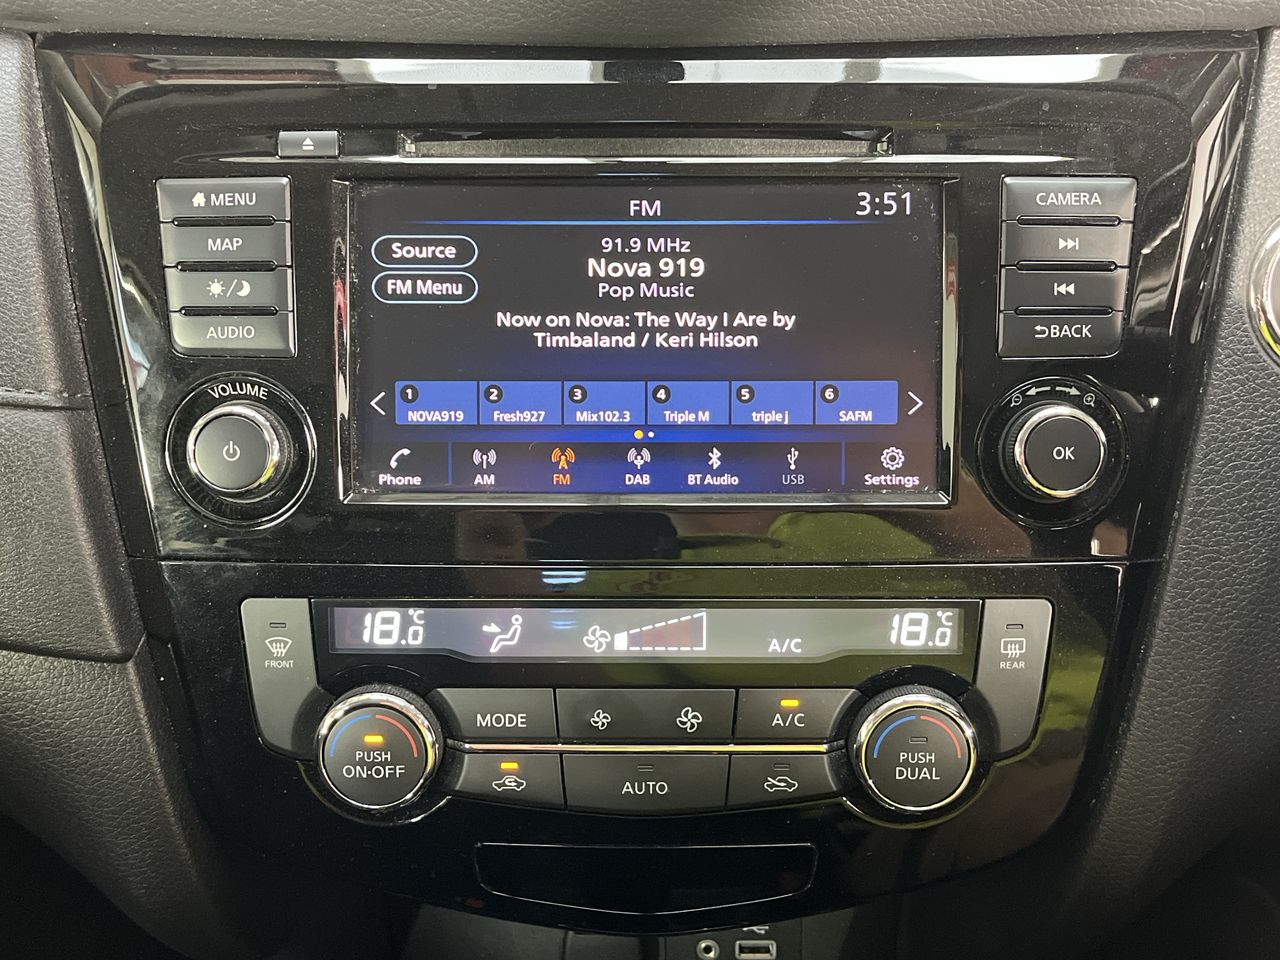 MENU
MAP
AUDIO
VOLUME
FM
3:51
Source
FM Menu
91.9 MHz
Nova 919
Pop Music
Now on Nova: The Way I Are by
Timbaland / Keri Hilson
1 NOVA919
2 Fresh927
3 Mix102.3
4 Triple M
5 triple j
6 SAFM
Phone
AM
FM
DAB
BT Audio
USB
Settings
CAMERA
BACK
OK
18.0°C
A/C
18.0°C
FRONT
REAR
PUSH
ON·OFF
MODE
A/C
AUTO
PUSH
DUAL